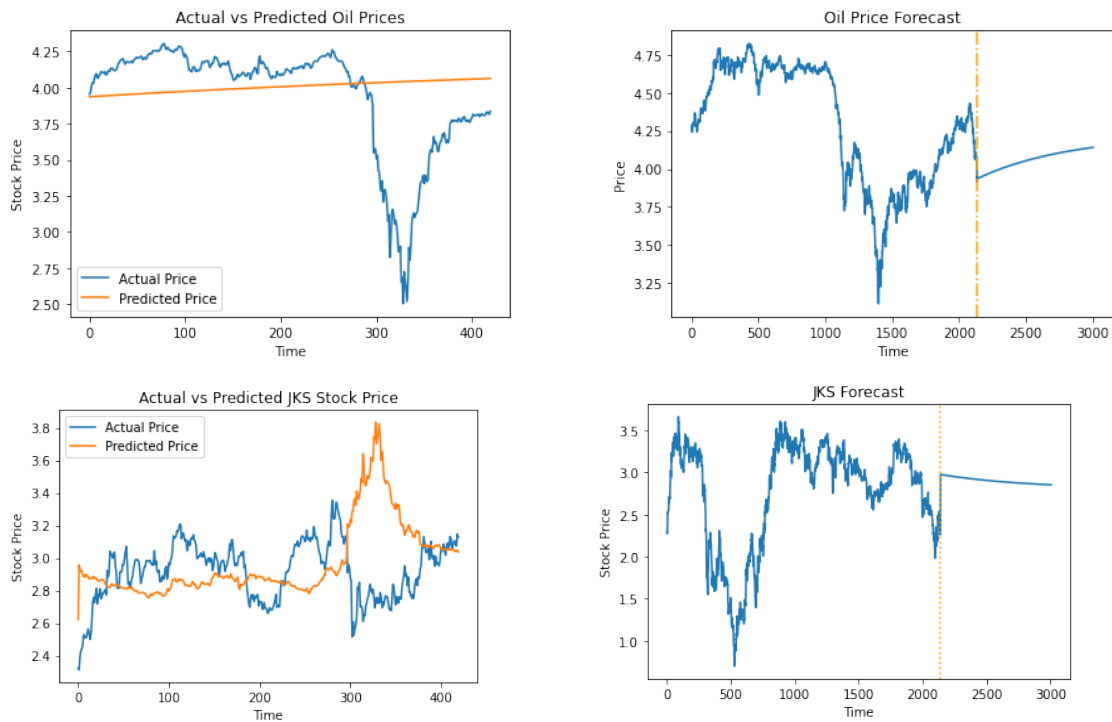 Actual vs Predicted Oil Prices
Stock Price
4.25
4.00
3.75
3.50
3.25
3.00
2.75
2.50
Actual Price
Predicted Price
0 100 200 300 400
Time
Oil Price Forecast
Price
4.75
4.50
4.25
4.00
3.75
3.50
3.25
0 500 1000 1500 2000 2500 3000
Time
Actual vs Predicted JKS Stock Price
Stock Price
3.8
3.6
3.4
3.2
3.0
2.8
2.6
2.4
Actual Price
Predicted Price
0 100 200 300 400
Time
JKS Forecast
Stock Price
3.5
3.0
2.5
2.0
1.5
1.0
0 500 1000 1500 2000 2500 3000
Time